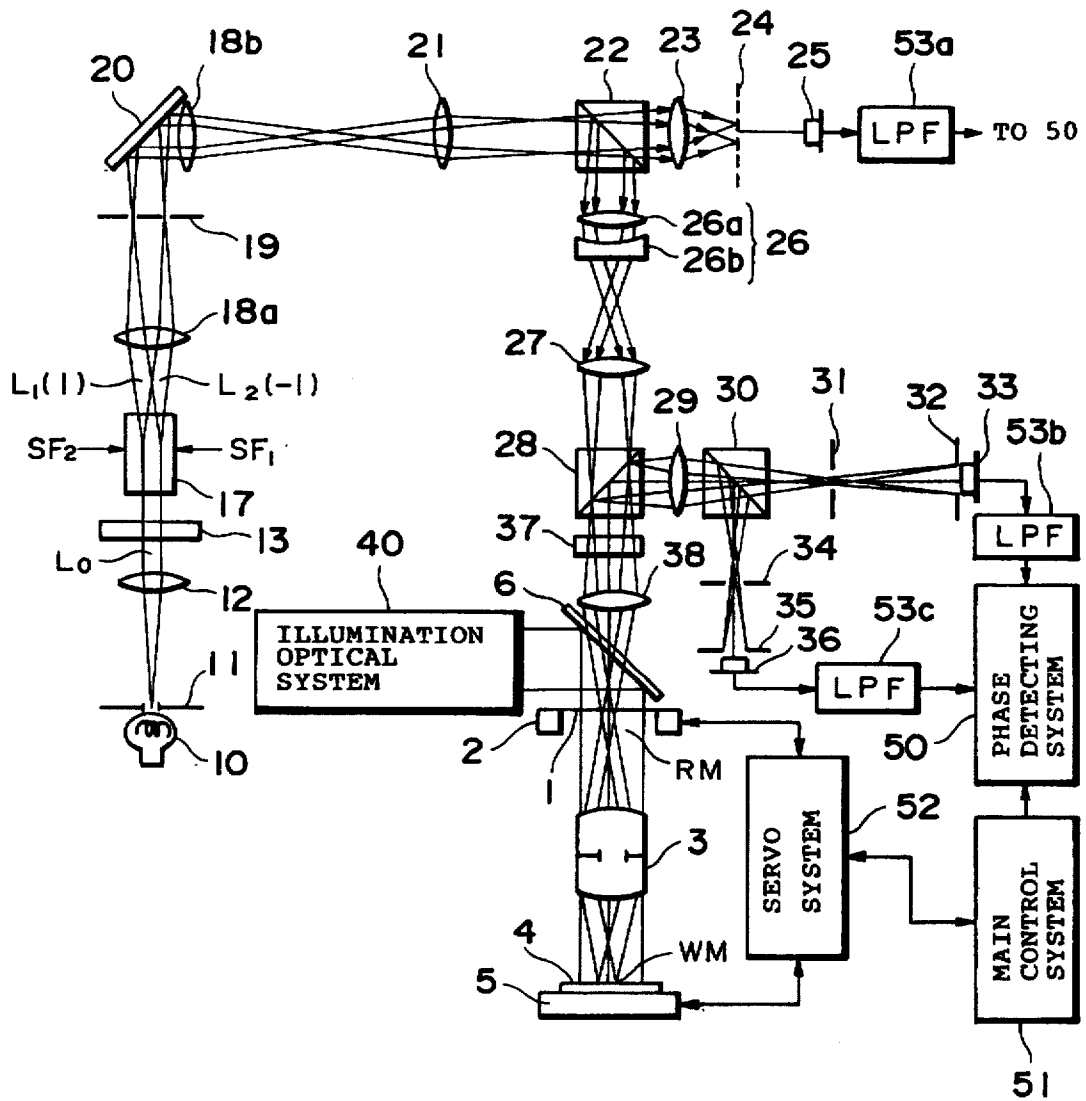 20
18b
21
22
23
24
25
53a
LPF
TO 50
19
26a
26b
26
18a
27
L1(1)
L2(-1)
SF2
SF1
17
28
29
30
31
32
33
53b
LPF
13
L0
12
37
38
34
35
36
53c
LPF
40
ILLUMINATION
OPTICAL
SYSTEM
6
11
10
2
1
RM
50
PHASE
DETECTING
SYSTEM
3
52
SERVO
SYSTEM
4
5
WM
MAIN
CONTROL
SYSTEM
51